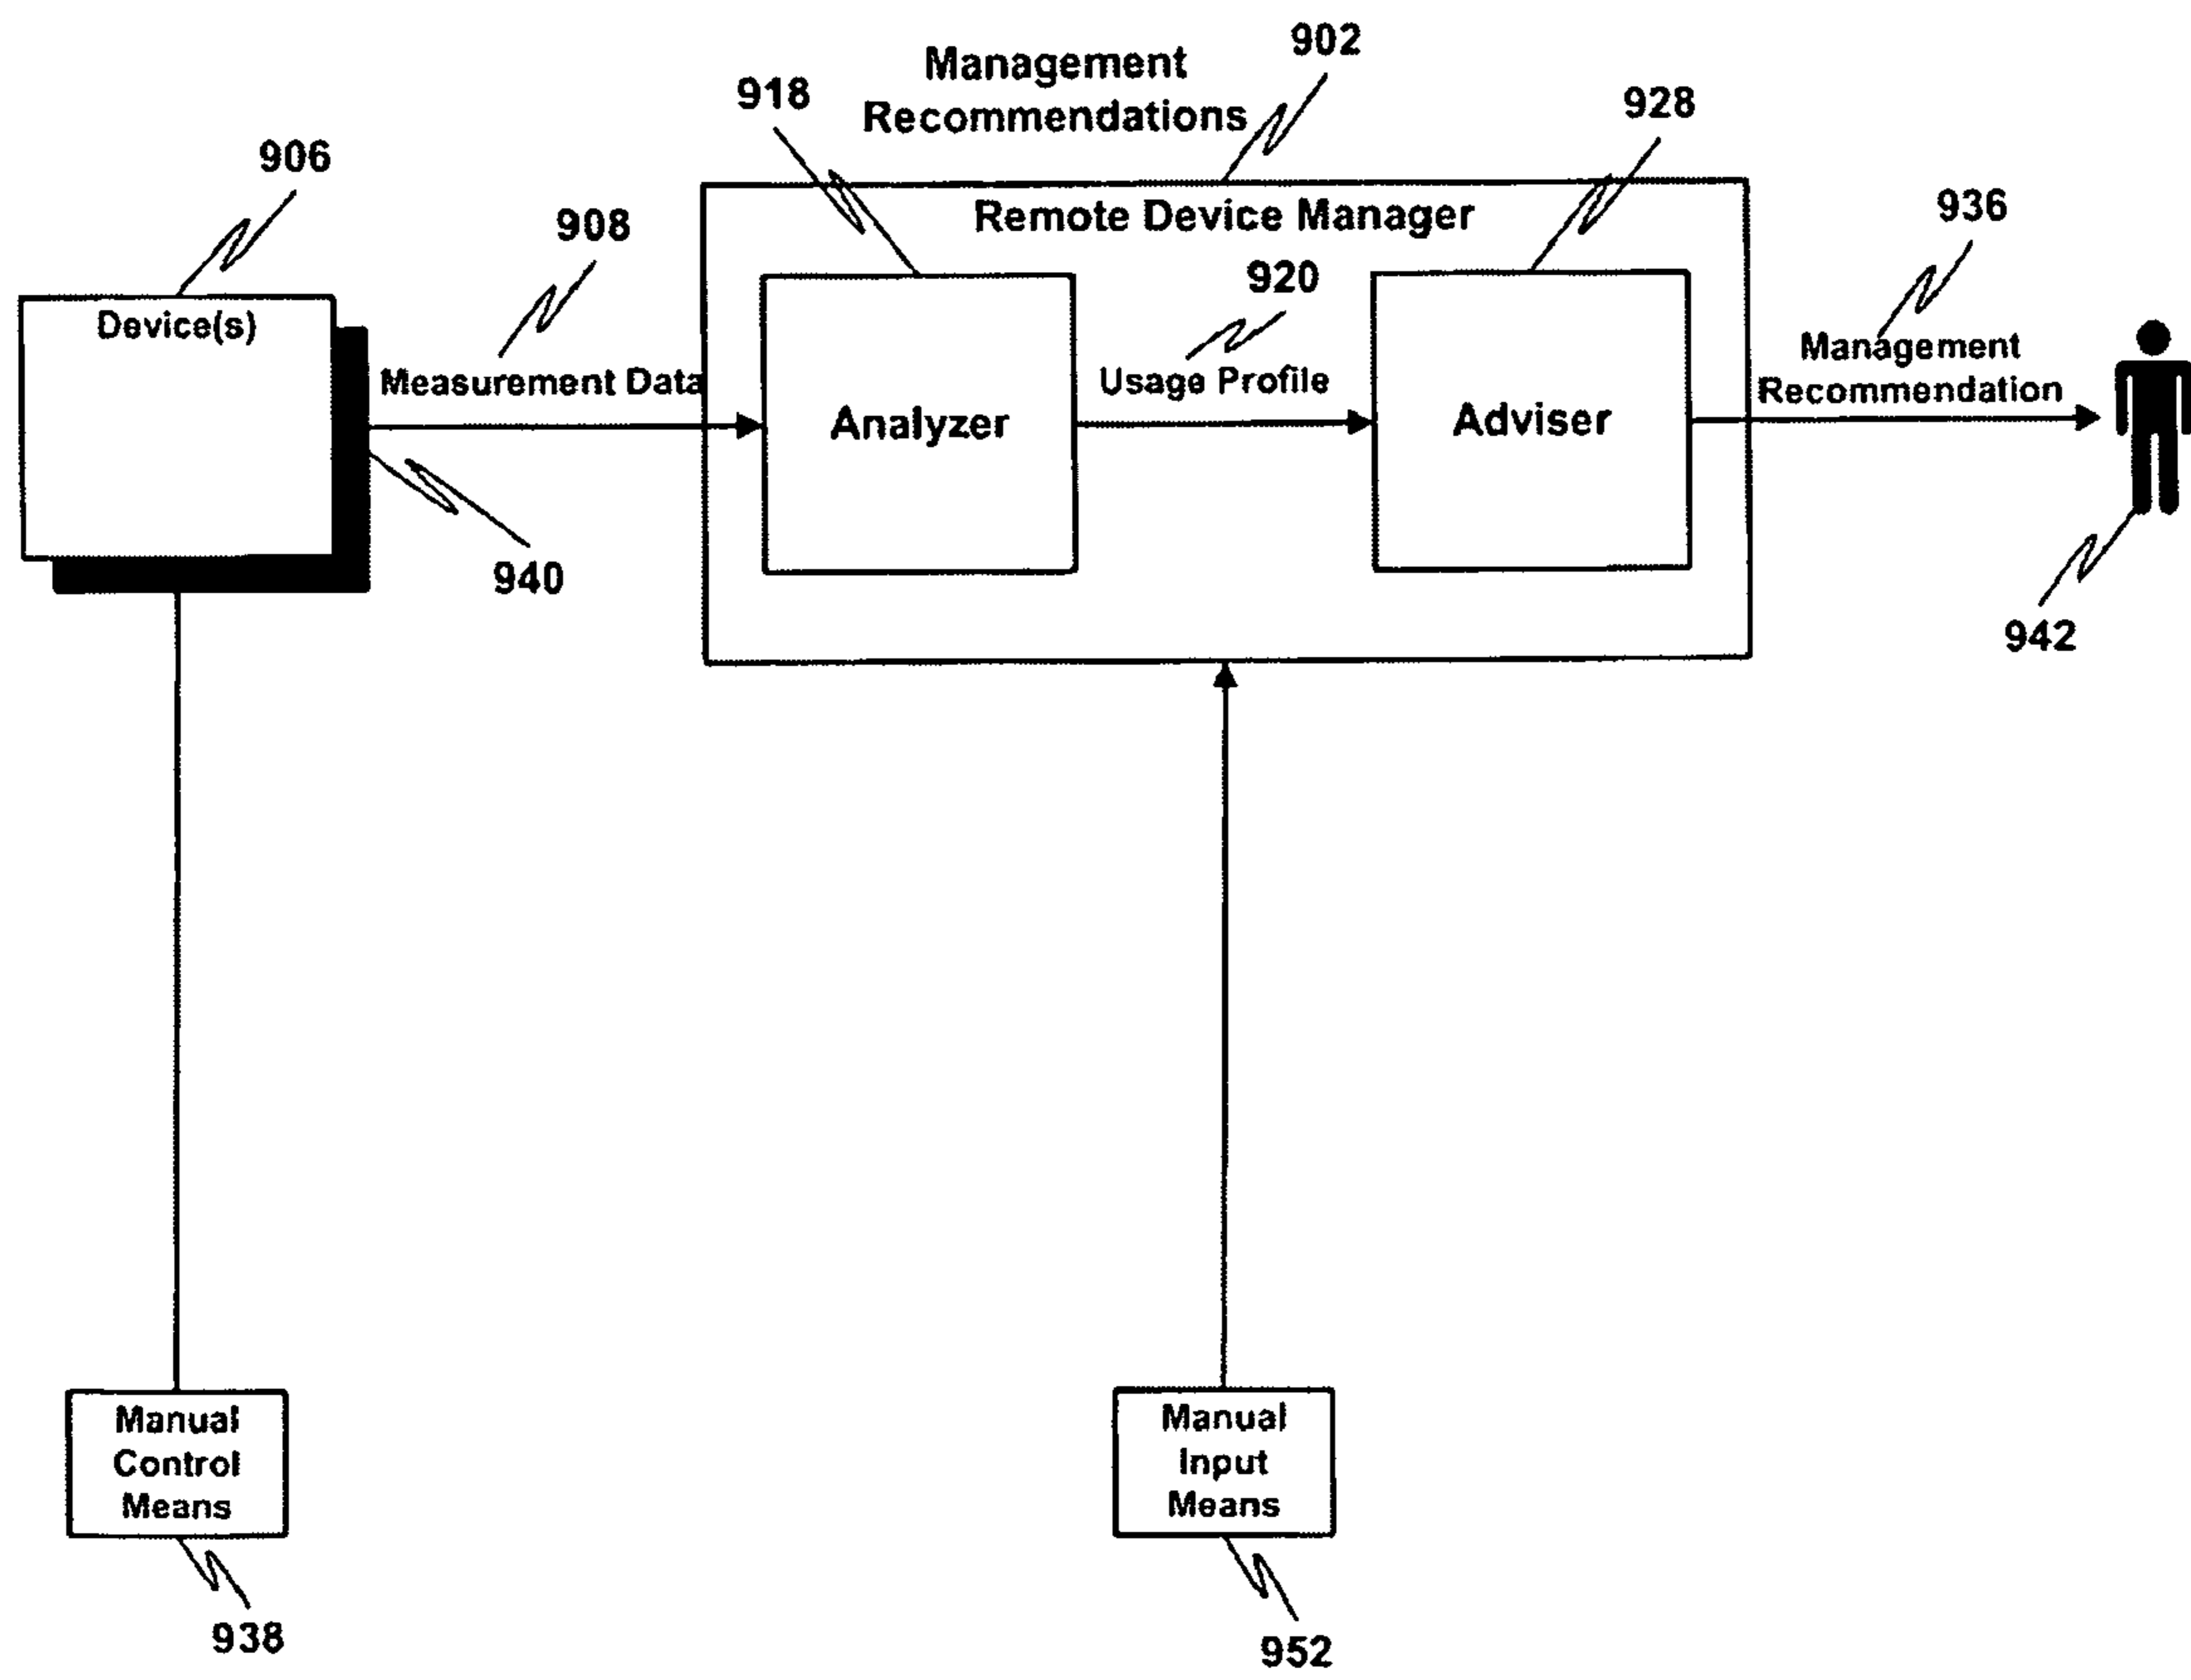 902
Management
Recommendations
918
928
906
936
908
Remote Device Manager
920
Device(s)
Management
Recommendation
Measurement Data
Usage Profile
Analyzer
Adviser
940
942
Manual
Control
Means
Manual
Input
Means
938
952